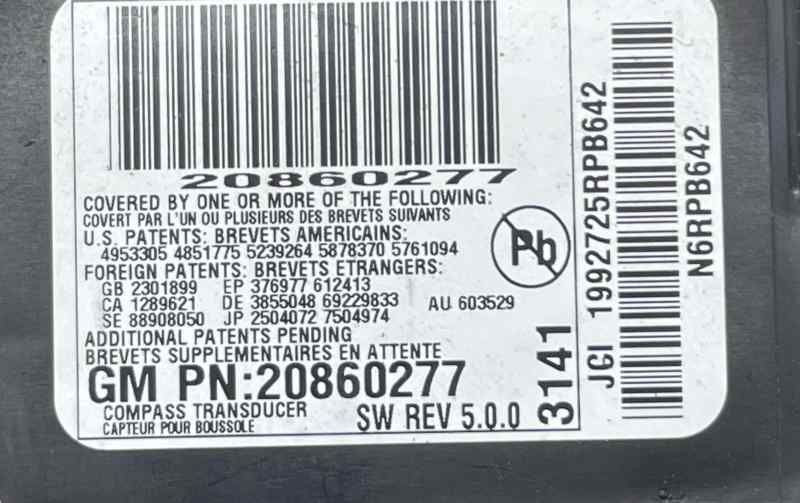 20860277
COVERED BY ONE OR MORE OF THE FOLLOWING:
COVERT PAR L'UN OU PLUSIEURS DES BREVETS SUIVANTS
U.S. PATENTS: BREVETS AMERICAINS:
4953305 4851775 5239264 5878370 5761094
FOREIGN PATENTS: BREVETS ETRANGERS:
GB 2301899 EP 376977 612413
CA 1289621 DE 3855048 69229833 AU 603529
SE 88908050 JP 2504072 7504974
ADDITIONAL PATENTS PENDING
BREVETS SUPPLEMENTAIRES EN ATTENTE
GM PN:20860277
COMPASS TRANSDUCER
CAPTEUR POUR BOUSSOLE
SW REV 5.0.0
Pb
3141
JGI 1992725RPB642
N6RPB642